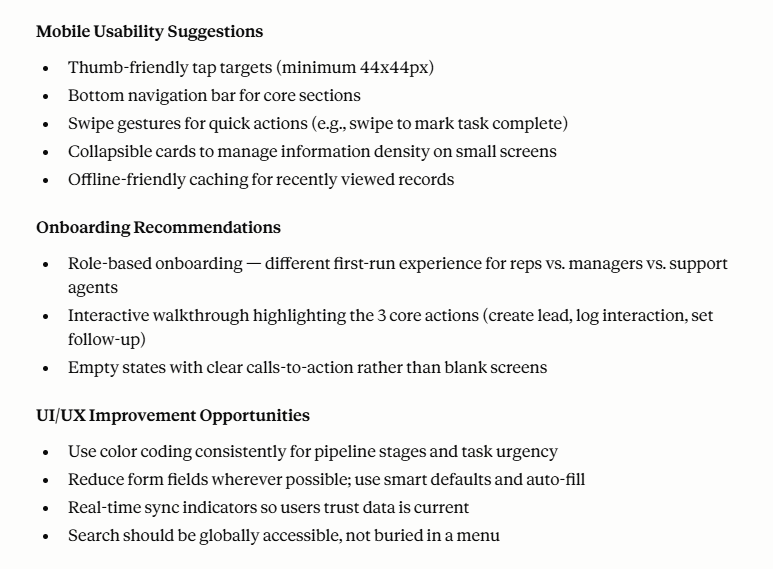 Mobile Usability Suggestions
• Thumb-friendly tap targets (minimum 44x44px)
• Bottom navigation bar for core sections
• Swipe gestures for quick actions (e.g., swipe to mark task complete)
• Collapsible cards to manage information density on small screens
• Offline-friendly caching for recently viewed records
Onboarding Recommendations
• Role-based onboarding — different first-run experience for reps vs. managers vs. support
agents
• Interactive walkthrough highlighting the 3 core actions (create lead, log interaction, set
follow-up)
• Empty states with clear calls-to-action rather than blank screens
UI/UX Improvement Opportunities
• Use color coding consistently for pipeline stages and task urgency
• Reduce form fields wherever possible; use smart defaults and auto-fill
• Real-time sync indicators so users trust data is current
• Search should be globally accessible, not buried in a menu